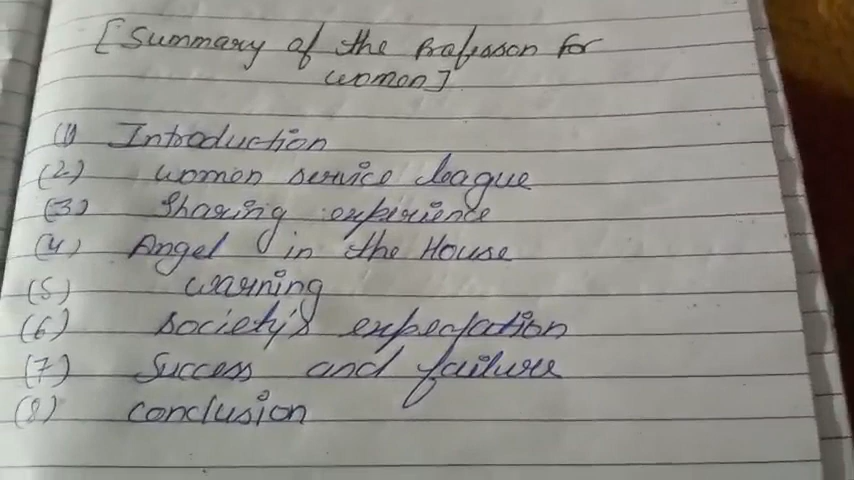 [Summary of the Profession for
women]
(1) Introduction
(2) women service league
(3) Sharing experience
(4) Angel in the House
(5) warning
(6) society's expectation
(7) Success and failure
(8) conclusion